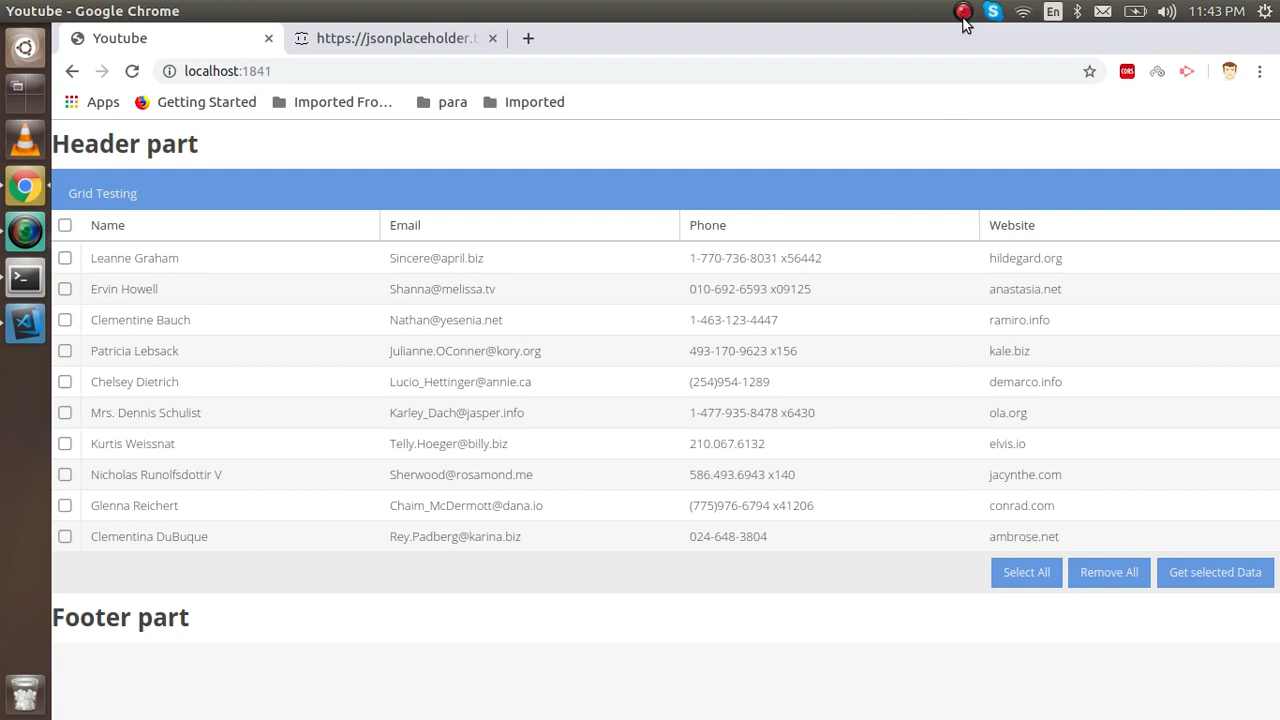 Youtube - Google Chrome
En
11:43 PM
Youtube
https://jsonplaceholder.t
localhost:1841
CORS
Apps
Getting Started
Imported Fro...
para
Imported
Header part
Grid Testing
Name Email Phone Website
Leanne Graham Sincere@april.biz 1-770-736-8031 x56442 hildegard.org
Ervin Howell Shanna@melissa.tv 010-692-6593 x09125 anastasia.net
Clementine Bauch Nathan@yesenia.net 1-463-123-4447 ramiro.info
Patricia Lebsack Julianne.OConner@kory.org 493-170-9623 x156 kale.biz
Chelsey Dietrich Lucio_Hettinger@annie.ca (254)954-1289 demarco.info
Mrs. Dennis Schulist Karley_Dach@jasper.info 1-477-935-8478 x6430 ola.org
Kurtis Weissnat Telly.Hoeger@billy.biz 210.067.6132 elvis.io
Nicholas Runolfsdottir V Sherwood@rosamond.me 586.493.6943 x140 jacynthe.com
Glenna Reichert Chaim_McDermott@dana.io (775)976-6794 x41206 conrad.com
Clementina DuBuque Rey.Padberg@karina.biz 024-648-3804 ambrose.net
Select All Remove All Get selected Data
Footer part